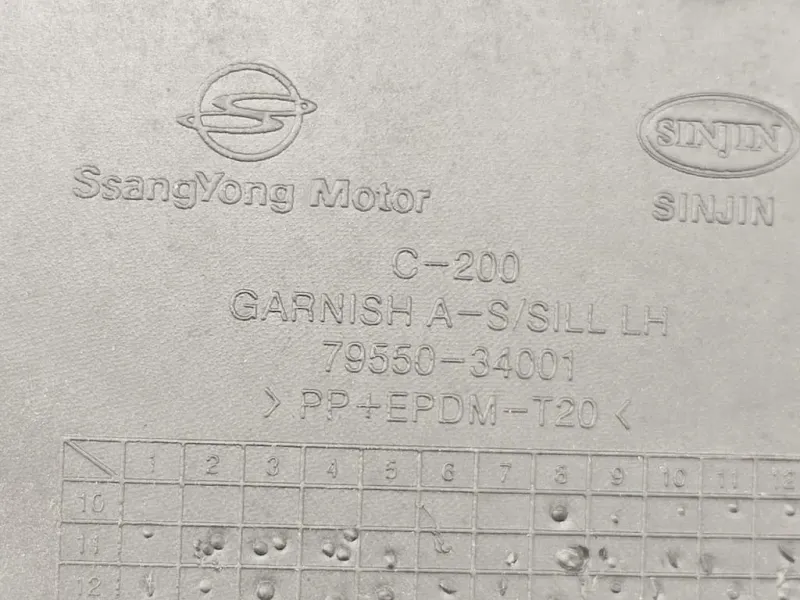 SINJIN
SsangYong Motor
SINJIN
C-200
GARNISH A-S/SILL LH
79550-34001
> PP+EPDM-T20 <
1 2 3 4 5 6 7 8 9 10 11 12
10
11
12